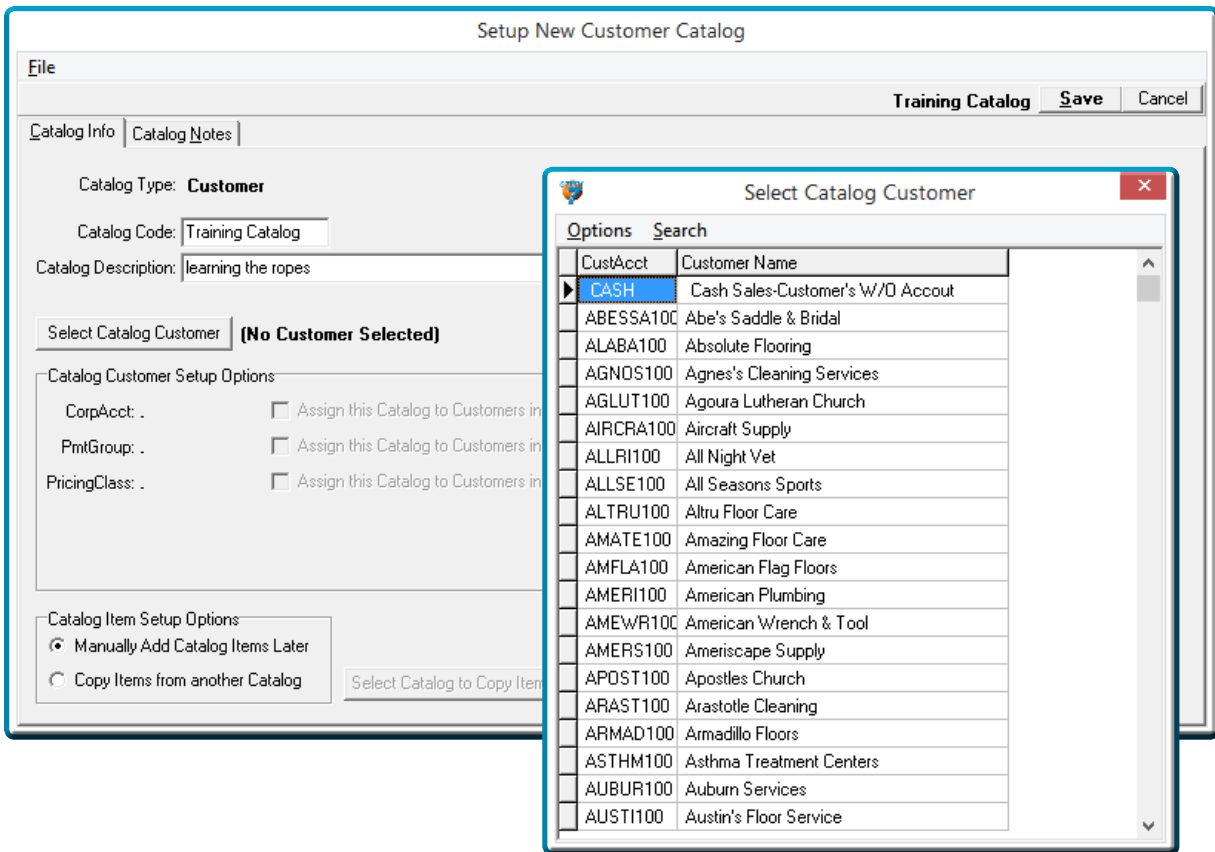 Setup New Customer Catalog
File
Training Catalog Save Cancel
Catalog Info Catalog Notes
Catalog Type: Customer
Catalog Code: Training Catalog
Catalog Description: learning the ropes
Select Catalog Customer (No Customer Selected)
Catalog Customer Setup Options
CorpAcct: . Assign this Catalog to Customers in
PmtGroup: . Assign this Catalog to Customers in
PricingClass: . Assign this Catalog to Customers in
Catalog Item Setup Options
Manually Add Catalog Items Later
Copy Items from another Catalog
Select Catalog to Copy Item
Select Catalog Customer
Options Search
CustAcct Customer Name
CASH Cash Sales-Customer's W/O Accout
ABESSA100 Abe's Saddle & Bridal
ALABA100 Absolute Flooring
AGNOS100 Agnes's Cleaning Services
AGLUT100 Agoura Lutheran Church
AIRCRA100 Aircraft Supply
ALLRI100 All Night Vet
ALLSE100 All Seasons Sports
ALTRU100 Altru Floor Care
AMATE100 Amazing Floor Care
AMFLA100 American Flag Floors
AMERI100 American Plumbing
AMEWR100 American Wrench & Tool
AMERS100 Ameriscape Supply
APOST100 Apostles Church
ARAST100 Arastotle Cleaning
ARMAD100 Armadillo Floors
ASTHM100 Asthma Treatment Centers
AUBUR100 Auburn Services
AUSTI100 Austin's Floor Service